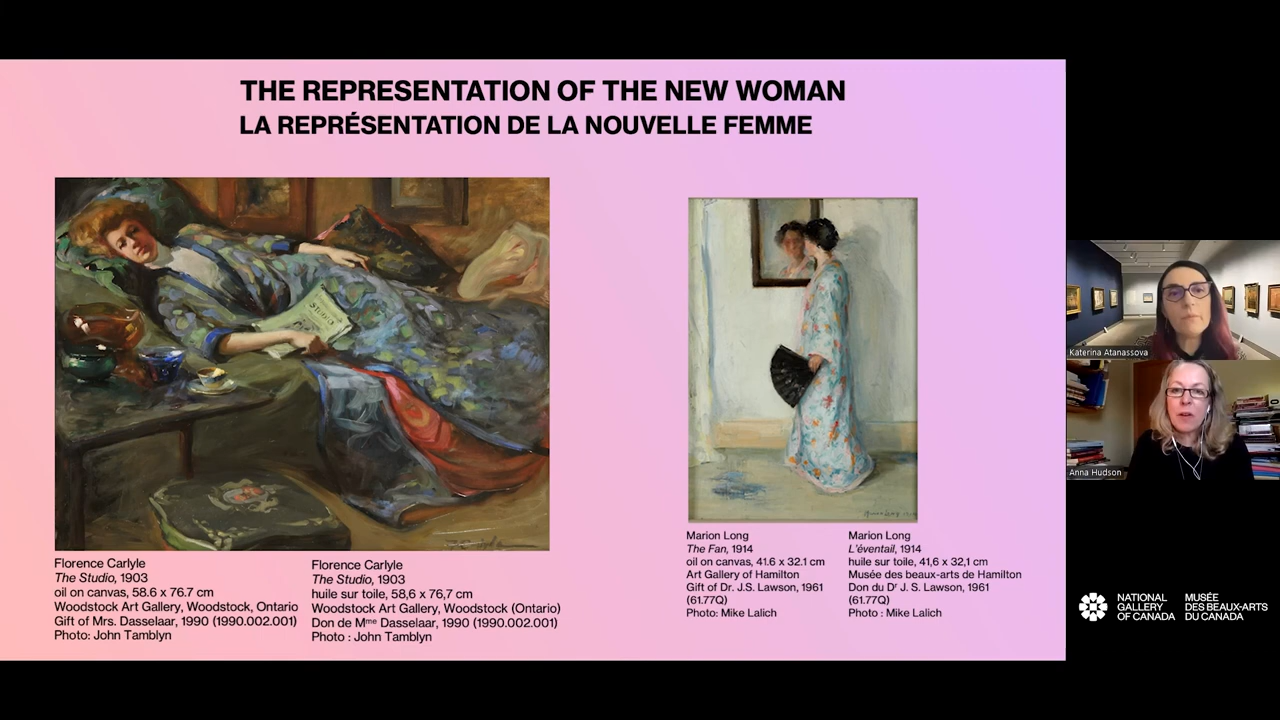 THE REPRESENTATION OF THE NEW WOMAN
LA REPRÉSENTATION DE LA NOUVELLE FEMME
STUDIO
Florence Carlyle
The Studio, 1903
oil on canvas, 58.6 x 76.7 cm
Woodstock Art Gallery, Woodstock, Ontario
Gift of Mrs. Dasselaar, 1990 (1990.002.001)
Photo: John Tamblyn
Florence Carlyle
The Studio, 1903
huile sur toile, 58,6 x 76,7 cm
Woodstock Art Gallery, Woodstock (Ontario)
Don de Mme Dasselaar, 1990 (1990.002.001)
Photo : John Tamblyn
Marion Long
The Fan, 1914
oil on canvas, 41.6 x 32.1 cm
Art Gallery of Hamilton
Gift of Dr. J.S. Lawson, 1961
(61.77Q)
Photo: Mike Lalich
Marion Long
L'éventail, 1914
huile sur toile, 41,6 x 32,1 cm
Musée des beaux-arts de Hamilton
Don du Dr J. S. Lawson, 1961
(61.77Q)
Photo : Mike Lalich
Katerina Atanassova
Anna Hudson
NATIONAL
GALLERY
OF CANADA
MUSÉE
DES BEAUX-ARTS
DU CANADA